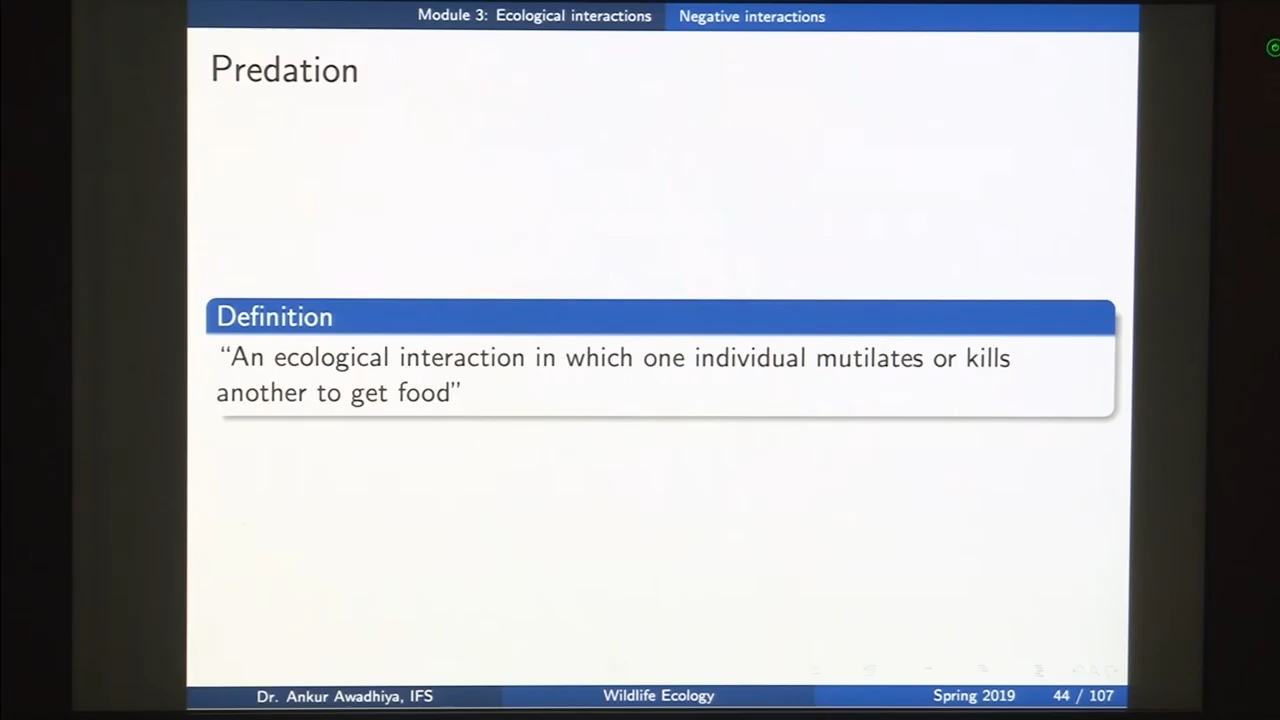 Module 3: Ecological interactions Negative interactions
Predation
Definition
“An ecological interaction in which one individual mutilates or kills
another to get food”
Dr. Ankur Awadhiya, IFS Wildlife Ecology Spring 2019 44 / 107